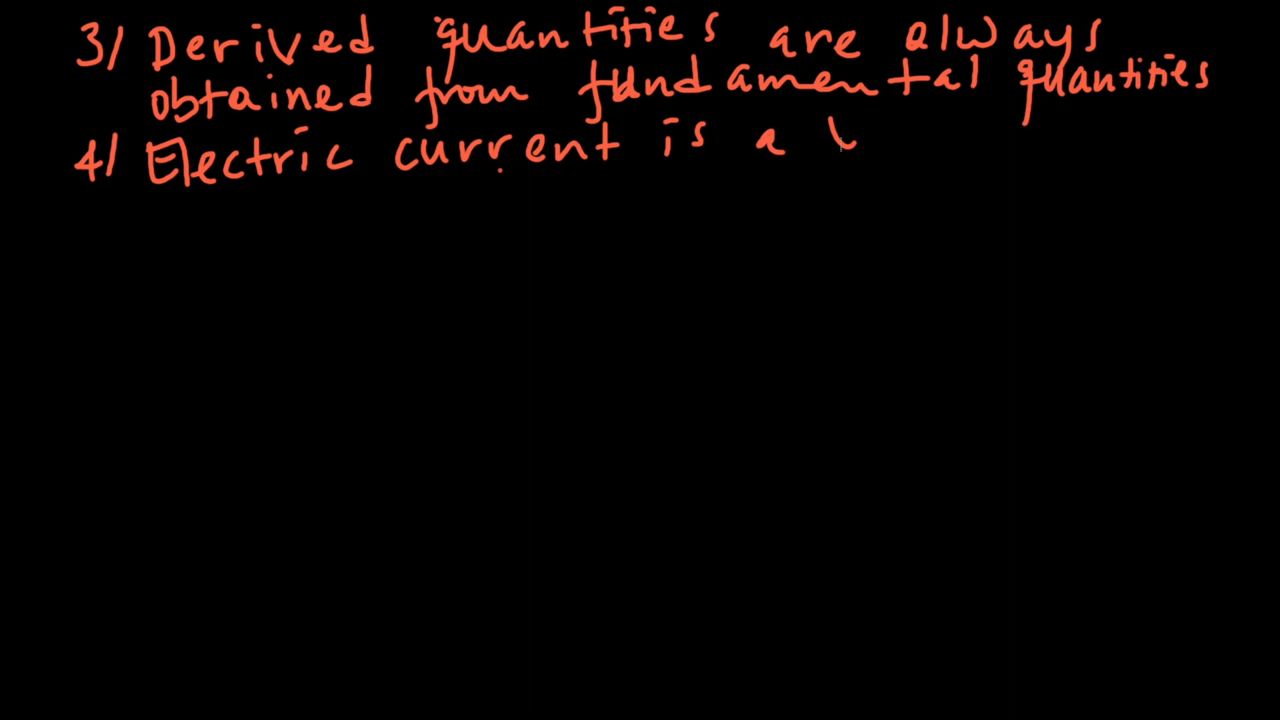 3/ Derived quantities are always
obtained from fundamental quantities
4/ Electric current is a